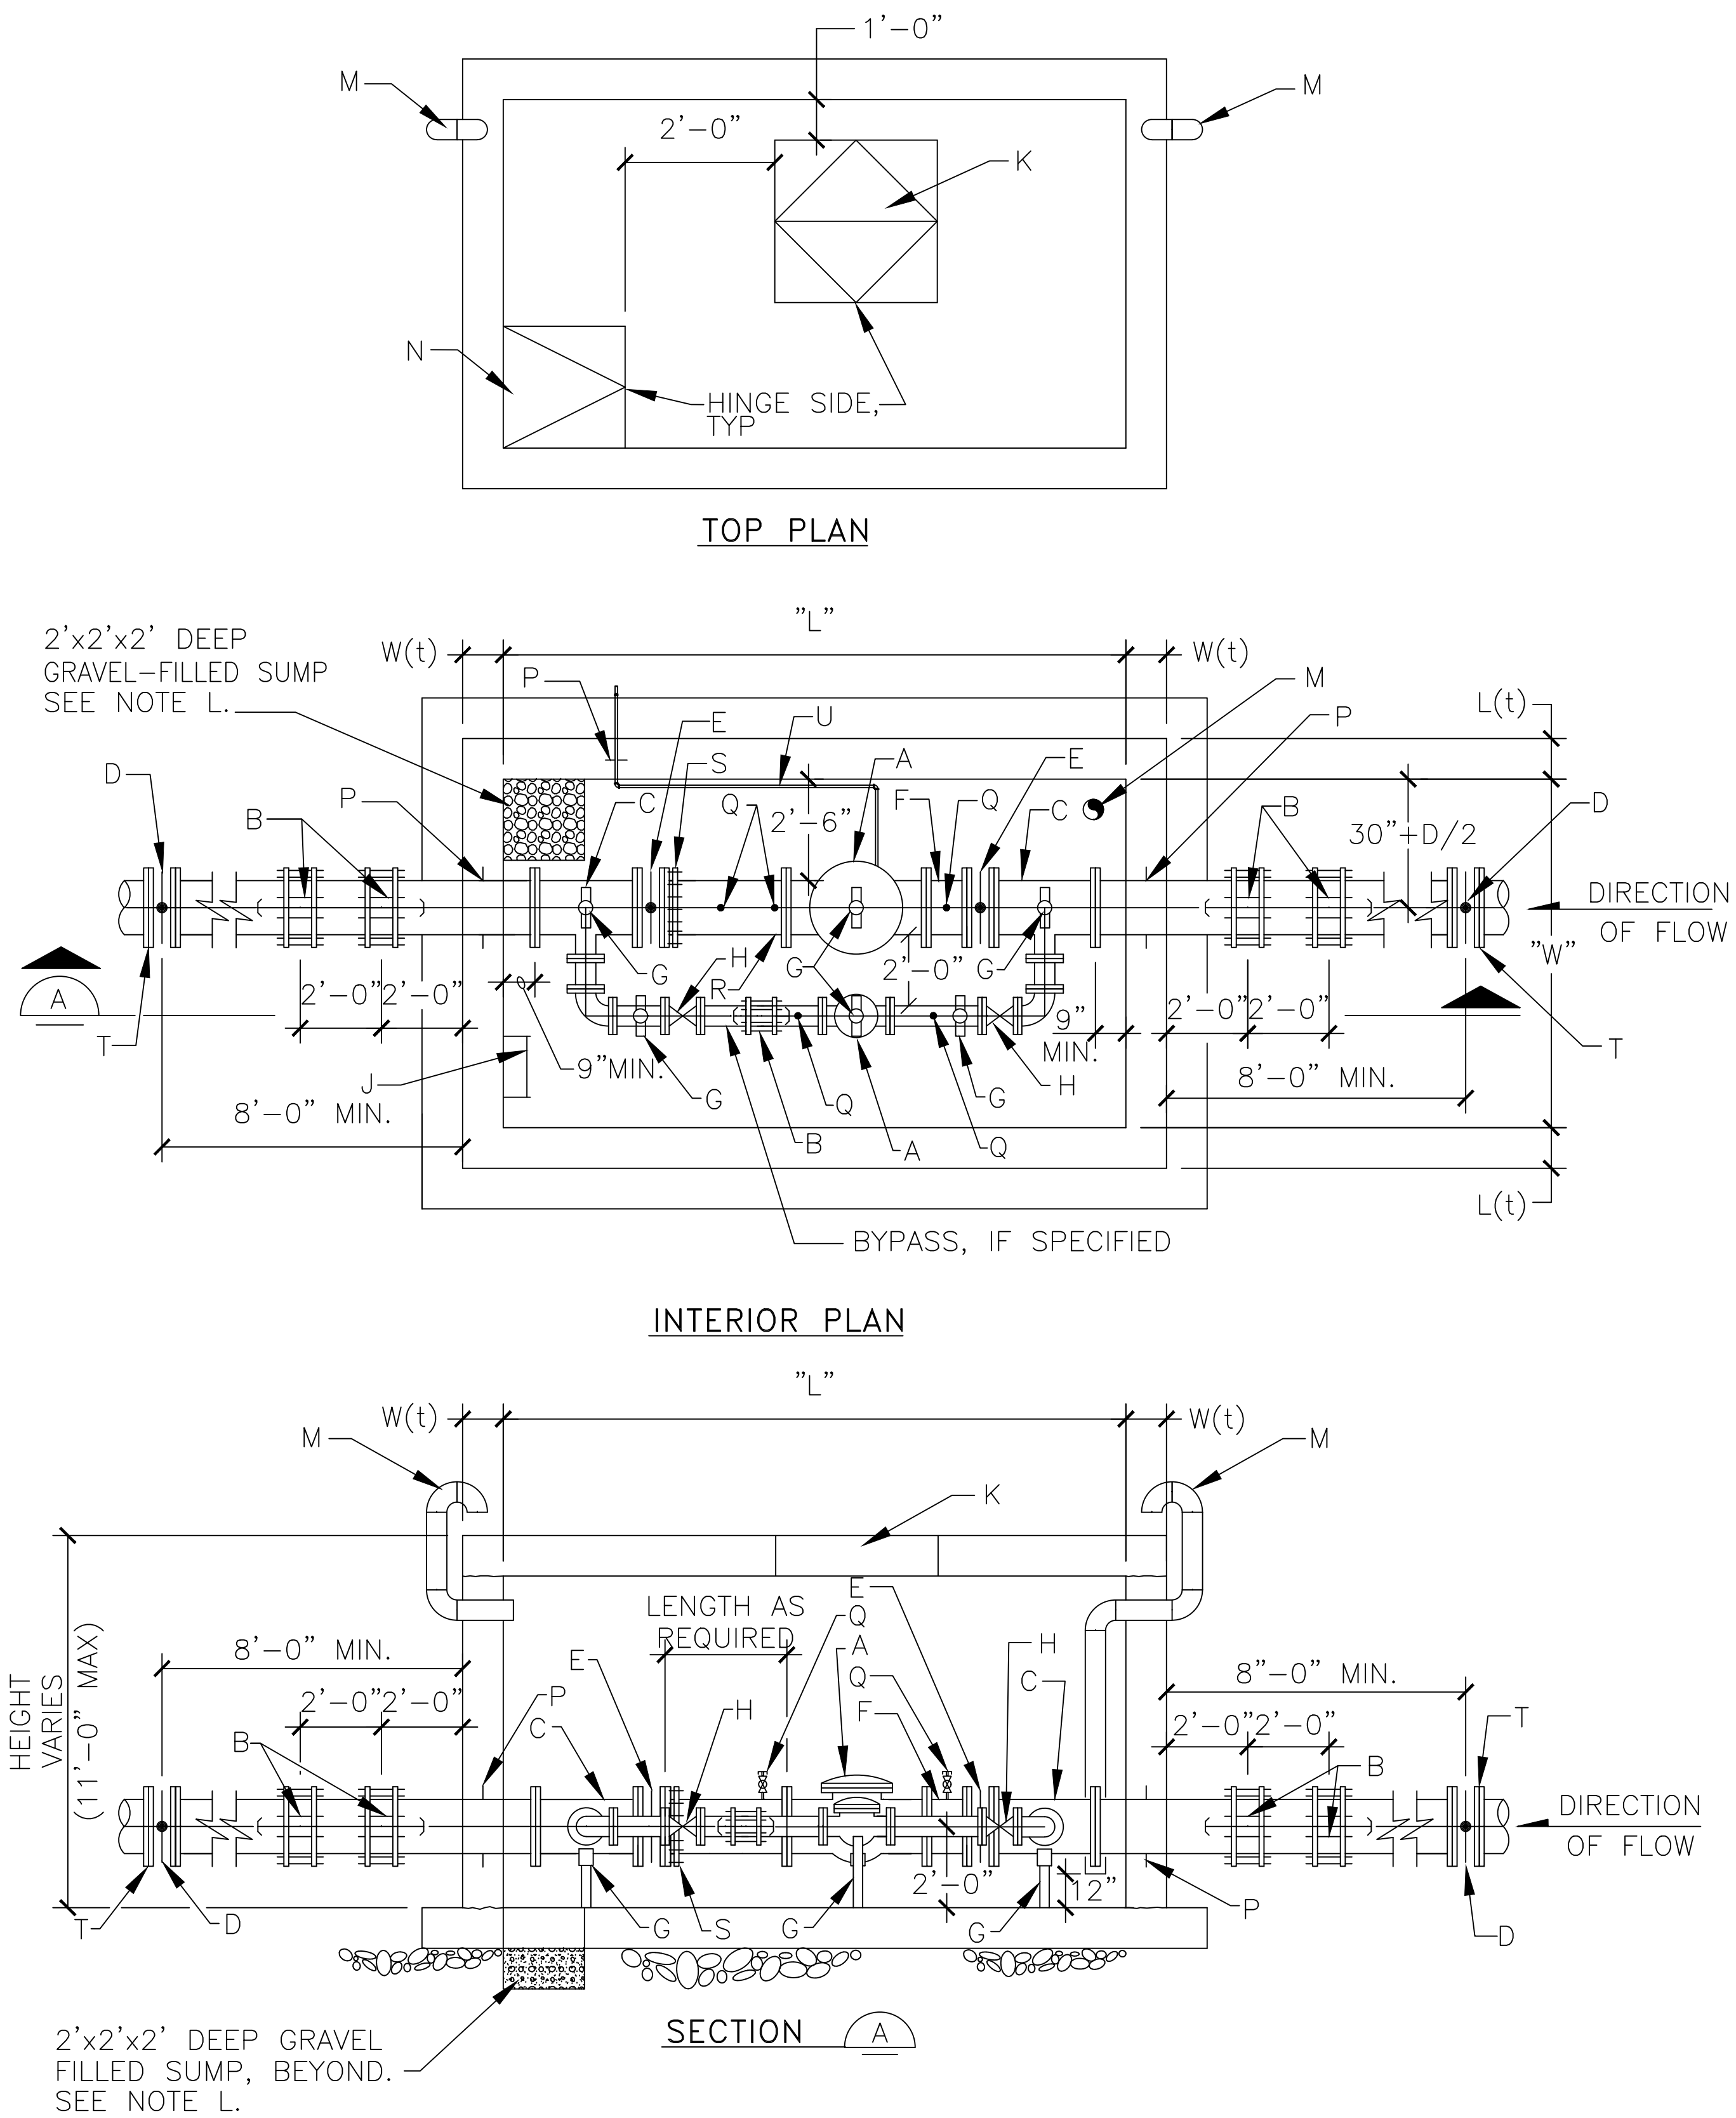 1'-0"
M
M
2'-0"
K
N
HINGE SIDE,
TYP
TOP PLAN
"L"
2'x2'x2' DEEP
GRAVEL-FILLED SUMP
SEE NOTE L.
W(t)
W(t)
P
M
L(t)
E
U
P
S
A
E
D
P
B
C
Q
2'-6"
F
Q
C
B
30"+D/2
D
DIRECTION
OF FLOW
"W"
A
2'-0"
2'-0"
G
H
R
G
2'-0"
G
9"
MIN.
2'-0"
2'-0"
T
T
J
9"MIN.
G
Q
G
H
8'-0" MIN.
8'-0" MIN.
B
A
Q
L(t)
BYPASS, IF SPECIFIED
INTERIOR PLAN
"L"
W(t)
W(t)
M
M
K
E
LENGTH AS
REQUIRED
Q
A
H
8'-0" MIN.
E
Q
C
8"-0" MIN.
HEIGHT
VARIES
(11'-0" MAX)
2'-0"
2'-0"
P
H
F
T
C
2'-0"
2'-0"
B
B
DIRECTION
OF FLOW
2'-0"
12"
T
D
G
S
G
G
P
D
SECTION
A
2'x2'x2' DEEP GRAVEL
FILLED SUMP, BEYOND.
SEE NOTE L.